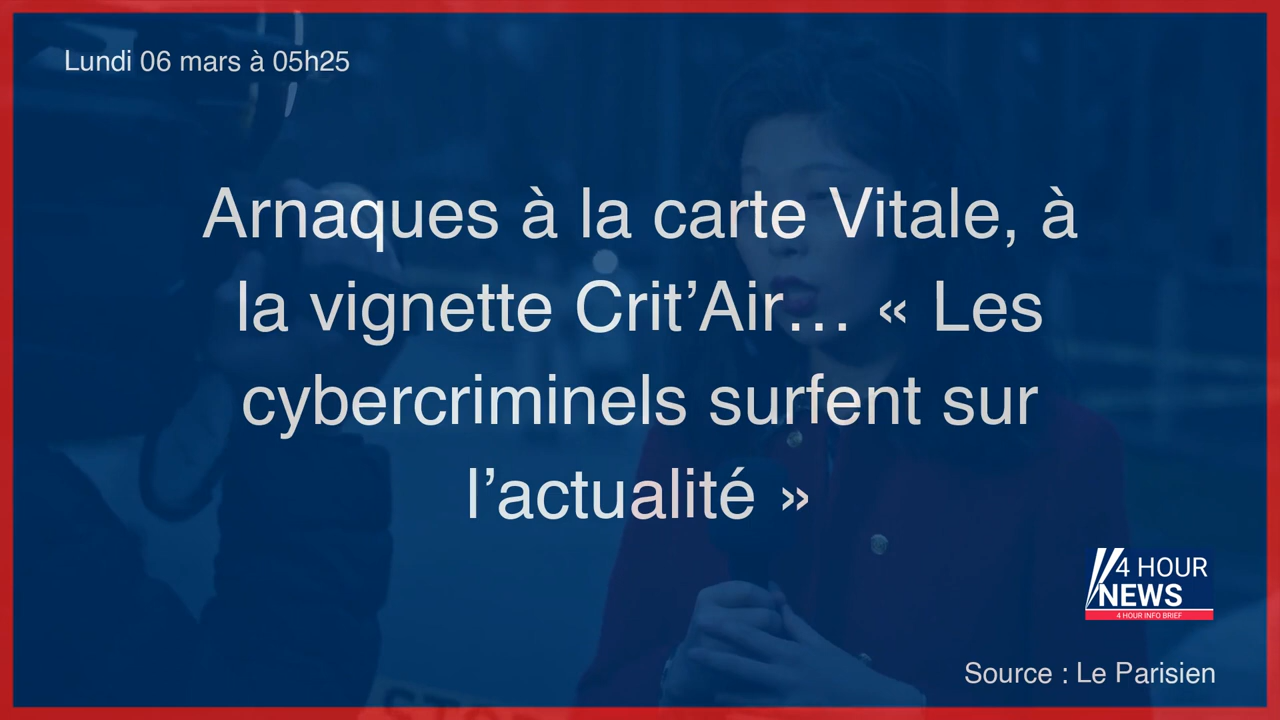 Lundi 06 mars à 05h25
Arnaques à la carte Vitale, à
la vignette Crit’Air… « Les
cybercriminels surfent sur
l’actualité »
4 HOUR
NEWS
4 HOUR INFO BRIEF
Source : Le Parisien